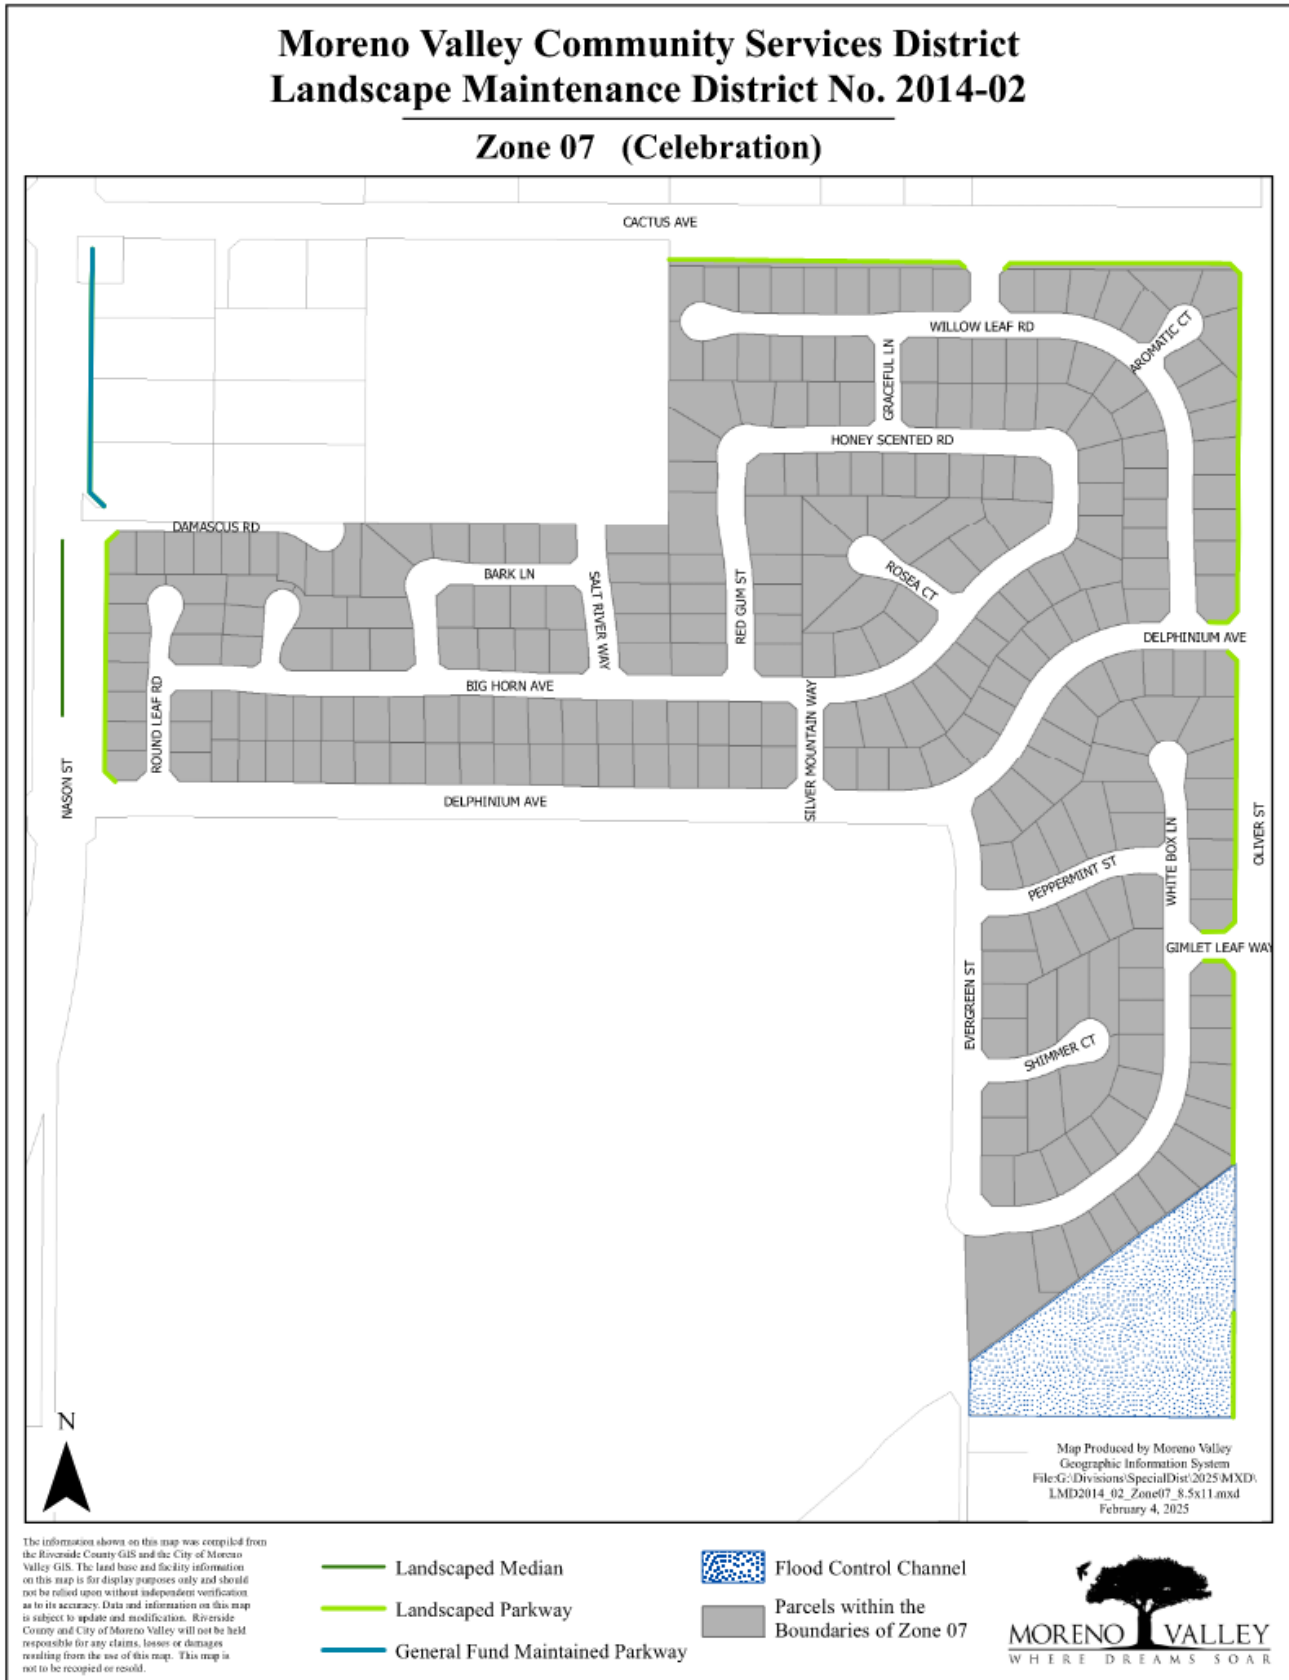 Moreno Valley Community Services District
Landscape Maintenance District No. 2014-02
Zone 07 (Celebration)
CACTUS AVE
WILLOW LEAF RD
AROMATIC CT
GRACEFUL LN
HONEY SCENTED RD
DAMASCUS RD
BARK LN
SALT RIVER WAY
RED GUM ST
ROSEA CT
DELPHINIUM AVE
BIG HORN AVE
ROUND LEAF RD
SILVER MOUNTAIN WAY
NASON ST
DELPHINIUM AVE
OLIVER ST
WHITE BOX LN
PEPPERMINT ST
GIMLET LEAF WAY
EVERGREEN ST
SHIMMER CT
N
Map Produced by Moreno Valley
Geographic Information System
File:G:\Divisions\SpecialDist\2025\MXD\
LMD2014_02_Zone07_8.5x11.mxd
February 4, 2025
The information shown on this map was compiled from
the Riverside County GIS and the City of Moreno
Valley GIS. The land base and facility information
on this map is for display purposes only and should
not be relied upon without independent verification
as to its accuracy. Data and information on this map
is subject to update and modification. Riverside
County and City of Moreno Valley will not be held
responsible for any claims, losses or damages
resulting from the use of this map. This map is
not to be recopied or resold.
Landscaped Median
Landscaped Parkway
General Fund Maintained Parkway
Flood Control Channel
Parcels within the
Boundaries of Zone 07
MORENO VALLEY
WHERE DREAMS SOAR